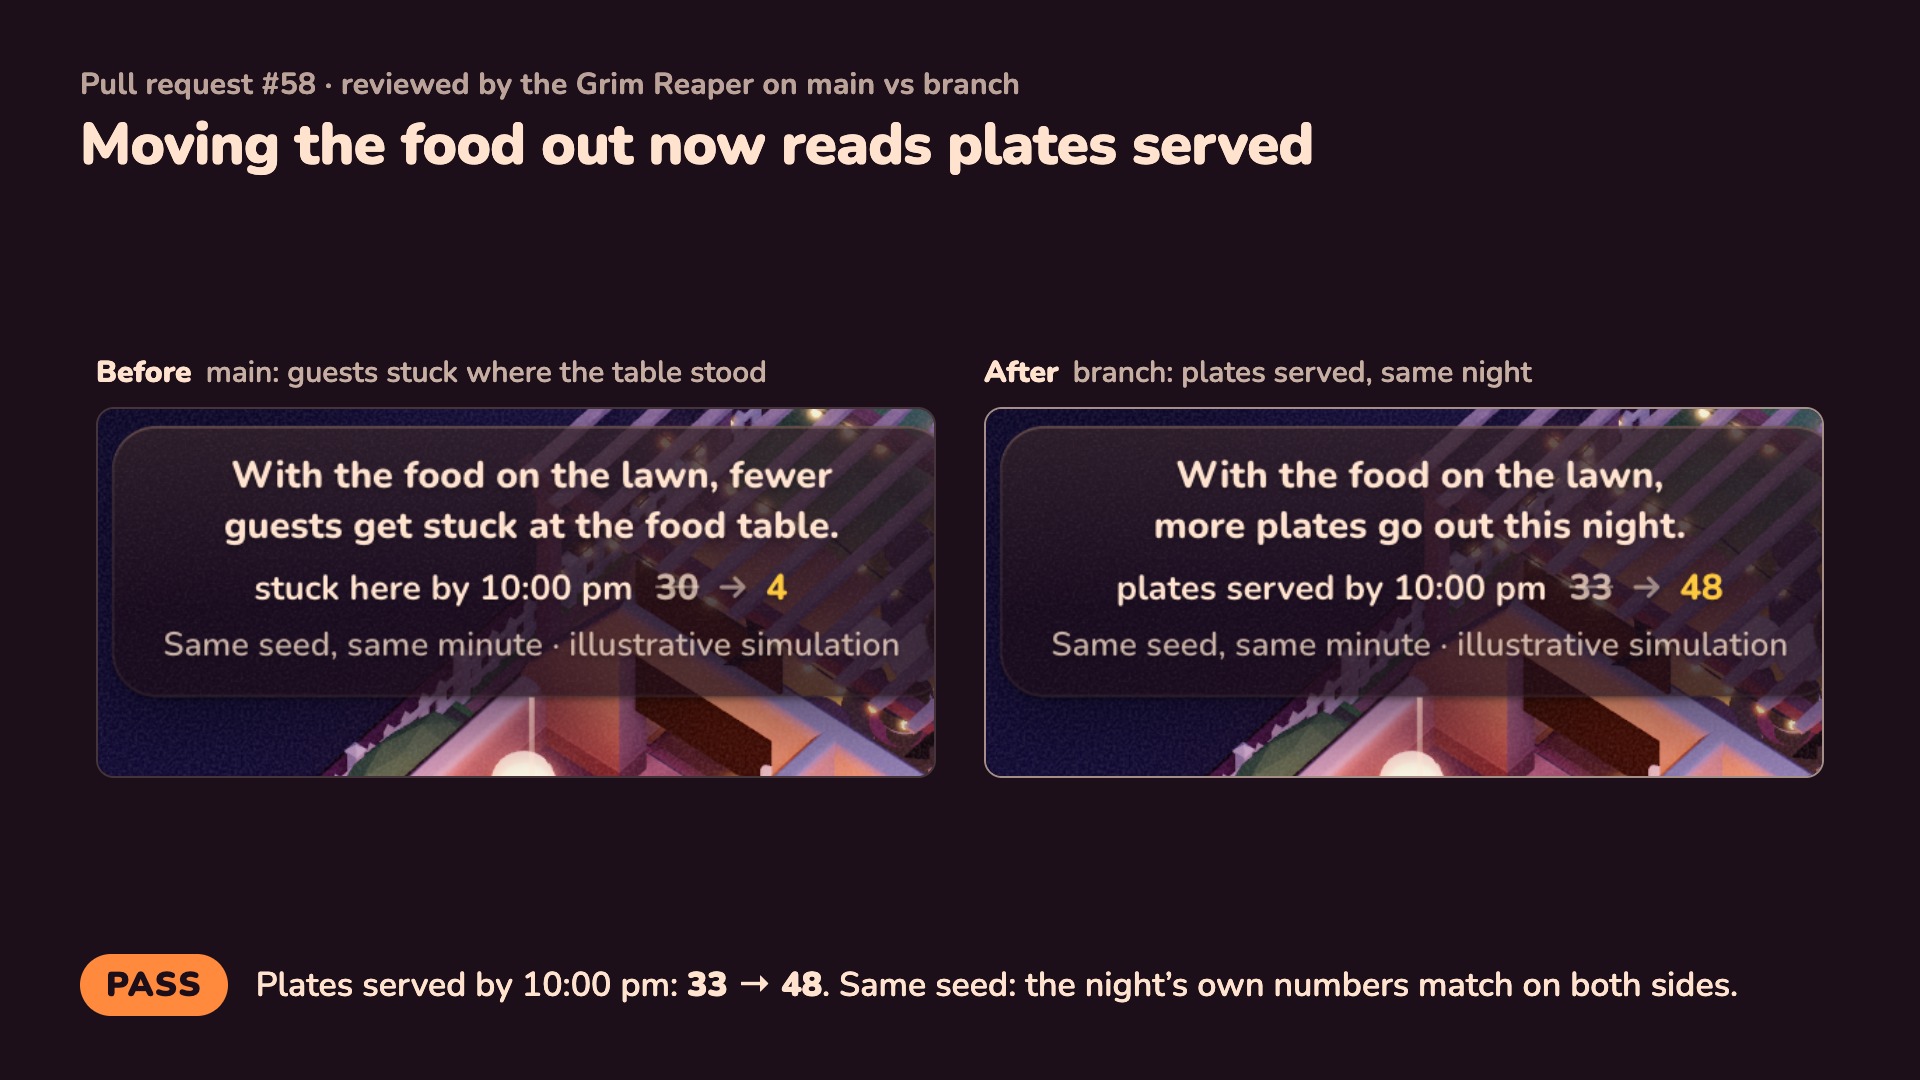 Pull request #58 · reviewed by the Grim Reaper on main vs branch
Moving the food out now reads plates served
Before main: guests stuck where the table stood
With the food on the lawn, fewer
guests get stuck at the food table.
stuck here by 10:00 pm 30 → 4
Same seed, same minute · illustrative simulation
After branch: plates served, same night
With the food on the lawn,
more plates go out this night.
plates served by 10:00 pm 33 → 48
Same seed, same minute · illustrative simulation
PASS Plates served by 10:00 pm: 33 → 48. Same seed: the night’s own numbers match on both sides.